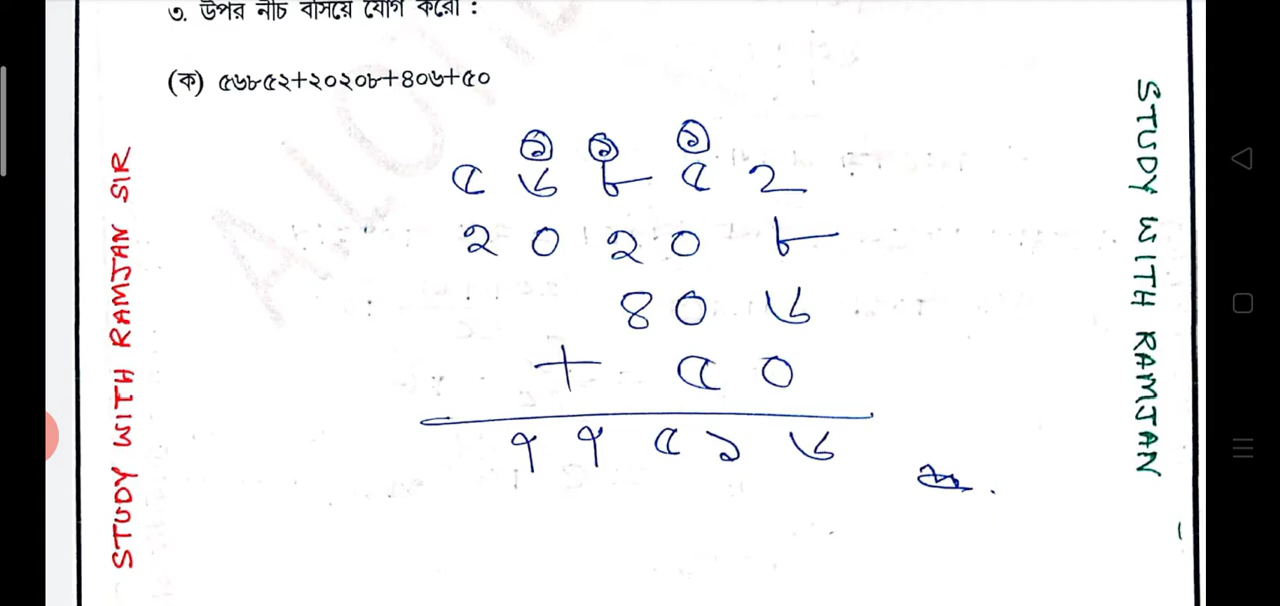 ৩. উপর নীচ বসিয়ে যোগ করো :
(ক) ৫৬৮৫২+২০২০৮+৪০৬+৫০
১ ১ ১
৫ ৬ ৮ ৫ ২
২ ০ ২ ০ ৮
৪ ০ ৬
+ ৫ ০
৭ ৭ ৫ ১ ৬
STUDY WITH RAMJAN SIR
STUDY WITH RAMJAN